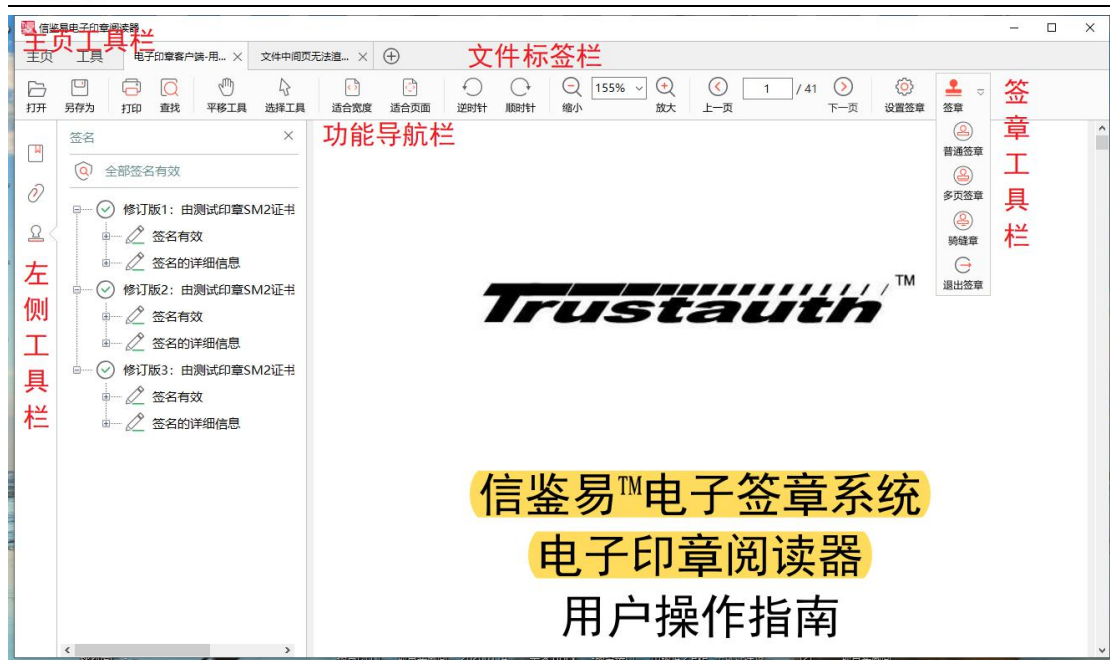 信鉴易电子印章阅读器
主页工具栏
主页 工具 电子印章客户端-用... 文件中间页无法渲...
文件标签栏
打开 另存为 打印 查找 平移工具 选择工具 适合宽度 适合页面 逆时针 顺时针 缩小 155% 放大 上一页 1 / 41 下一页 设置签章 签章
功能导航栏
签章工具栏
普通签章
多页签章
骑缝章
退出签章
左侧工具栏
签名
全部签名有效
修订版1: 由测试印章SM2证书
签名有效
签名的详细信息
修订版2: 由测试印章SM2证书
签名有效
签名的详细信息
修订版3: 由测试印章SM2证书
签名有效
签名的详细信息
Trustauth™
信鉴易™电子签章系统
电子印章阅读器
用户操作指南